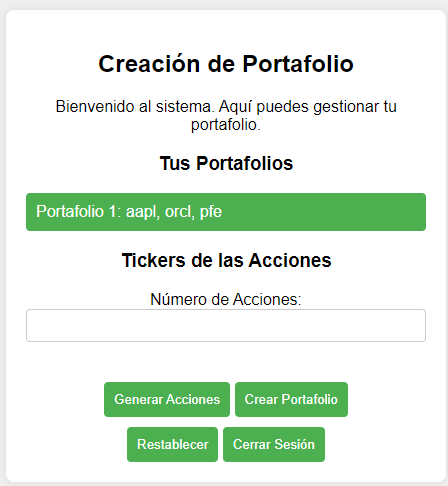 Creación de Portafolio
Bienvenido al sistema. Aquí puedes gestionar tu
portafolio.
Tus Portafolios
Portafolio 1: aapl, orcl, pfe
Tickers de las Acciones
Número de Acciones:
Generar Acciones
Crear Portafolio
Restablecer
Cerrar Sesión